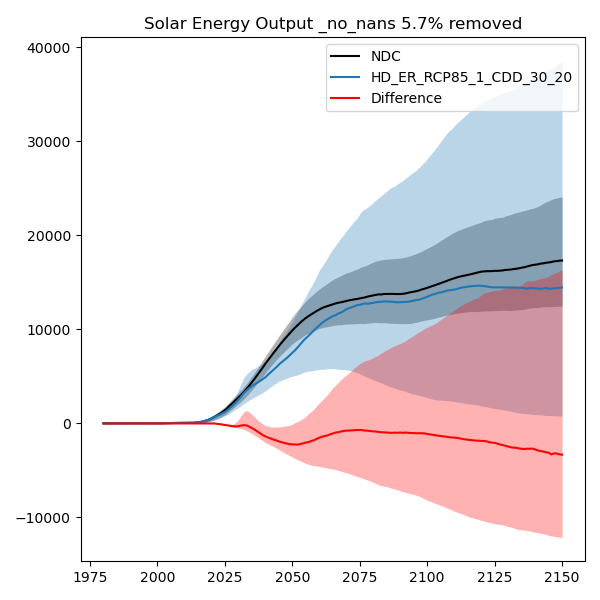 Solar Energy Output _no_nans 5.7% removed
NDC
HD_ER_RCP85_1_CDD_30_20
Difference
40000
30000
20000
10000
0
−10000
1975 2000 2025 2050 2075 2100 2125 2150